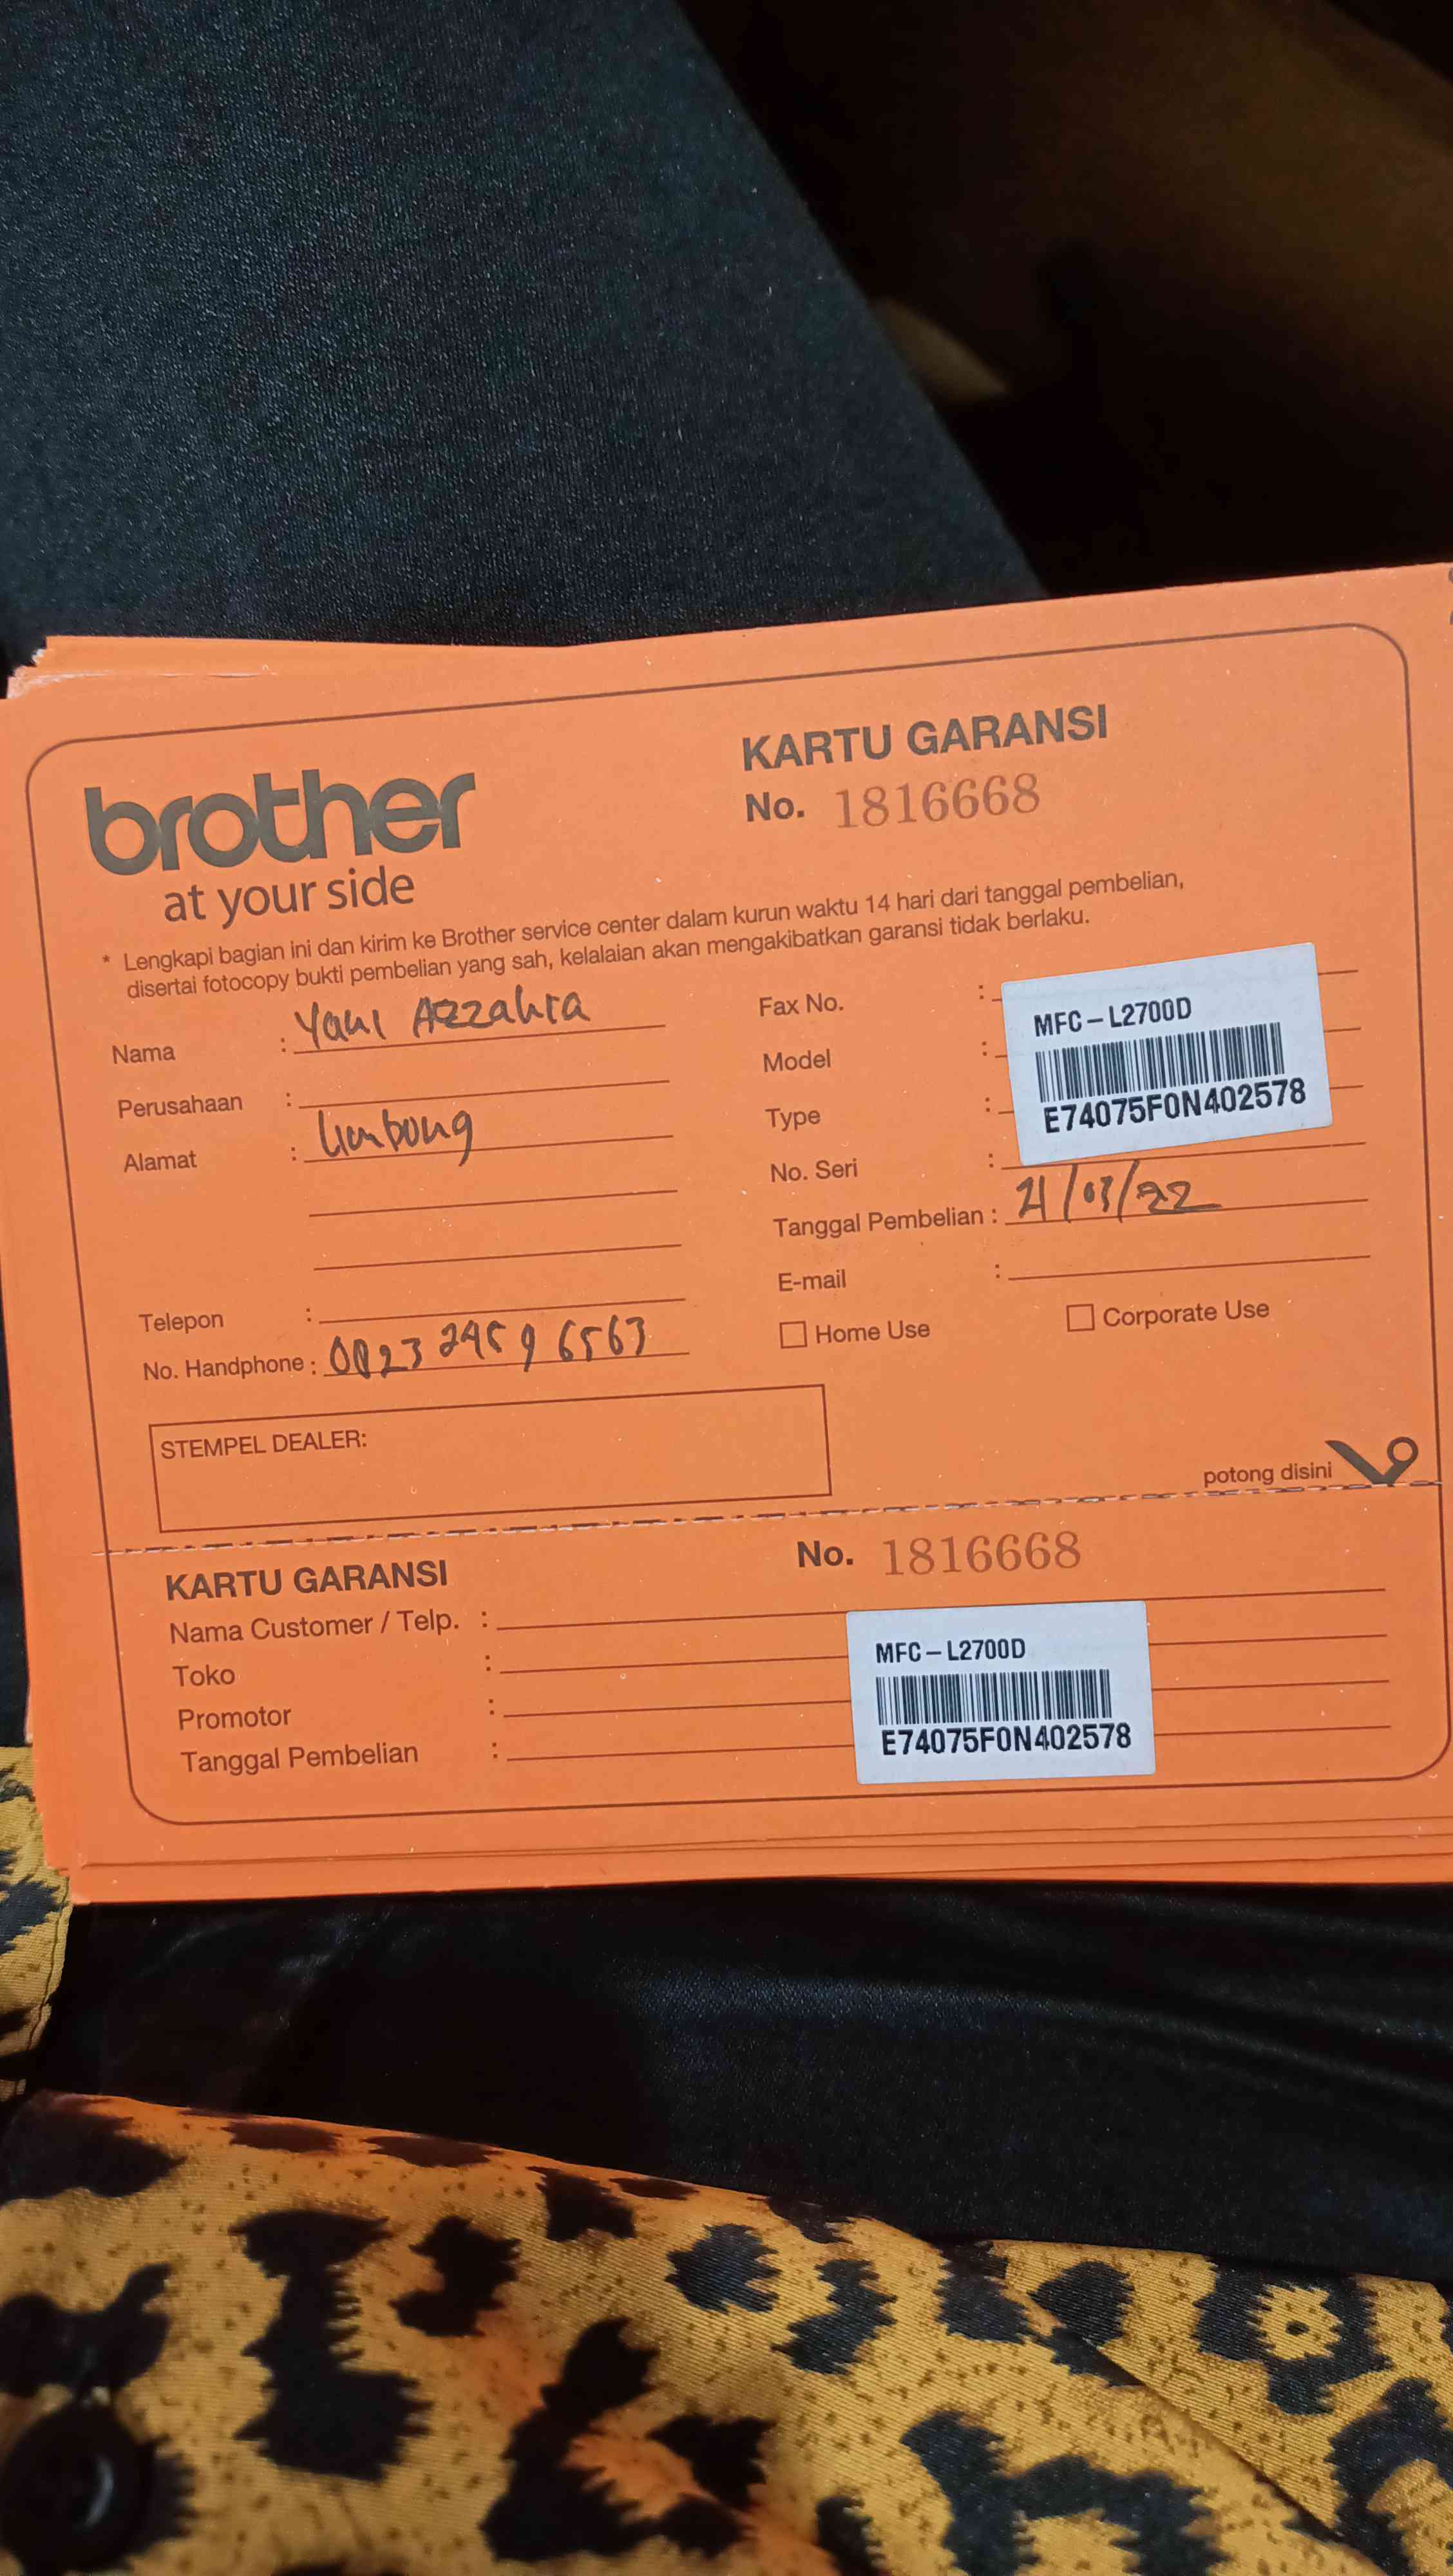 brother
at your side
KARTU GARANSI
No. 1816668
* Lengkapi bagian ini dan kirim ke Brother service center dalam kurun waktu 14 hari dari tanggal pembelian,
disertai fotocopy bukti pembelian yang sah, kelalaian akan mengakibatkan garansi tidak berlaku.
Nama : Yani Azzahra
Perusahaan :
Alamat : Limbong
Telepon :
No. Handphone :
Fax No. :
Model :
Type :
No. Seri :
MFC-L2700D
E74075F0N402578
Tanggal Pembelian :
E-mail :
Home Use
Corporate Use
STEMPEL DEALER:
potong disini
KARTU GARANSI
No. 1816668
Nama Customer / Telp. :
Toko :
Promotor :
Tanggal Pembelian :
MFC-L2700D
E74075F0N402578